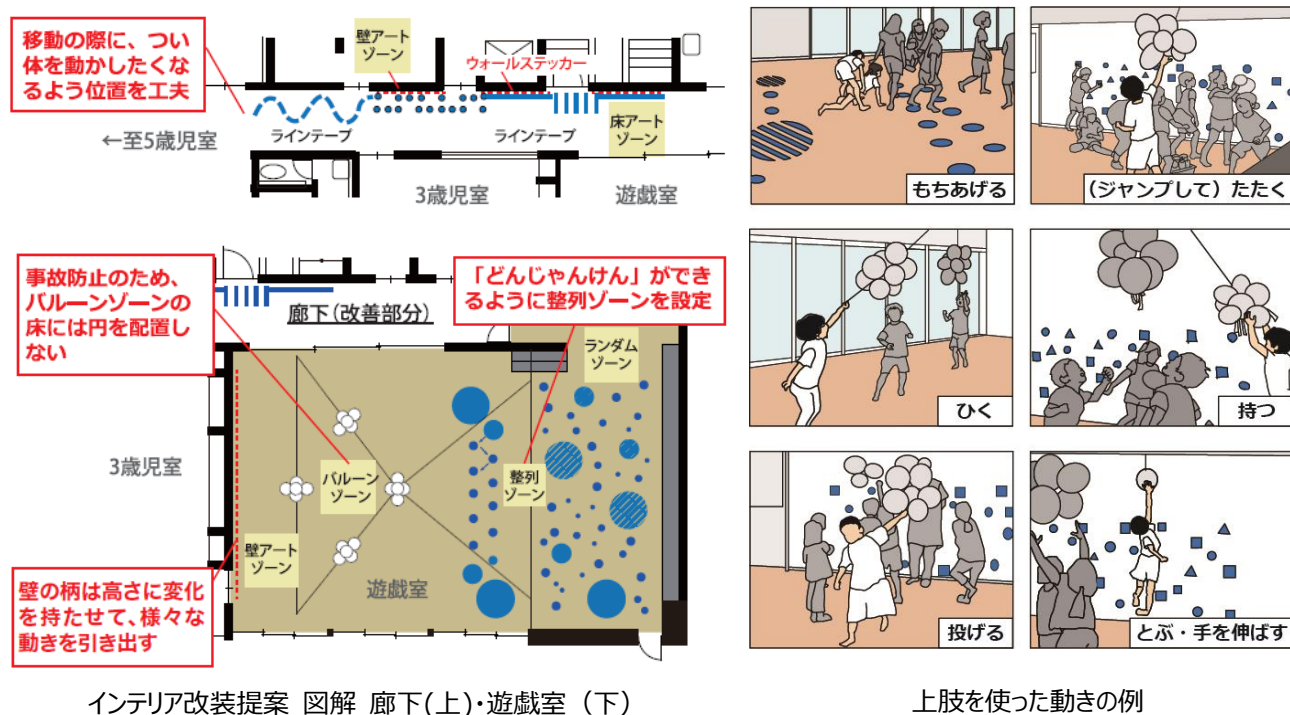 移動の際に、つい
体を動かしたくな
るよう位置を工夫
壁アート
ゾーン
ウォールステッカー
←至5歳児室
ラインテープ
ラインテープ
床アート
ゾーン
3歳児室
遊戯室
事故防止のため、
バルーンゾーンの
床には円を配置し
ない
廊下(改善部分)
「どんじゃんけん」ができ
るように整列ゾーンを設定
ランダム
ゾーン
3歳児室
バルーン
ゾーン
整列
ゾーン
壁アート
ゾーン
遊戯室
壁の柄は高さに変化
を持たせて、様々な
動きを引き出す
インテリア改装提案 図解 廊下(上)・遊戯室 (下)
もちあげる
(ジャンプして) たたく
ひく
持つ
投げる
とぶ・手を伸ばす
上肢を使った動きの例